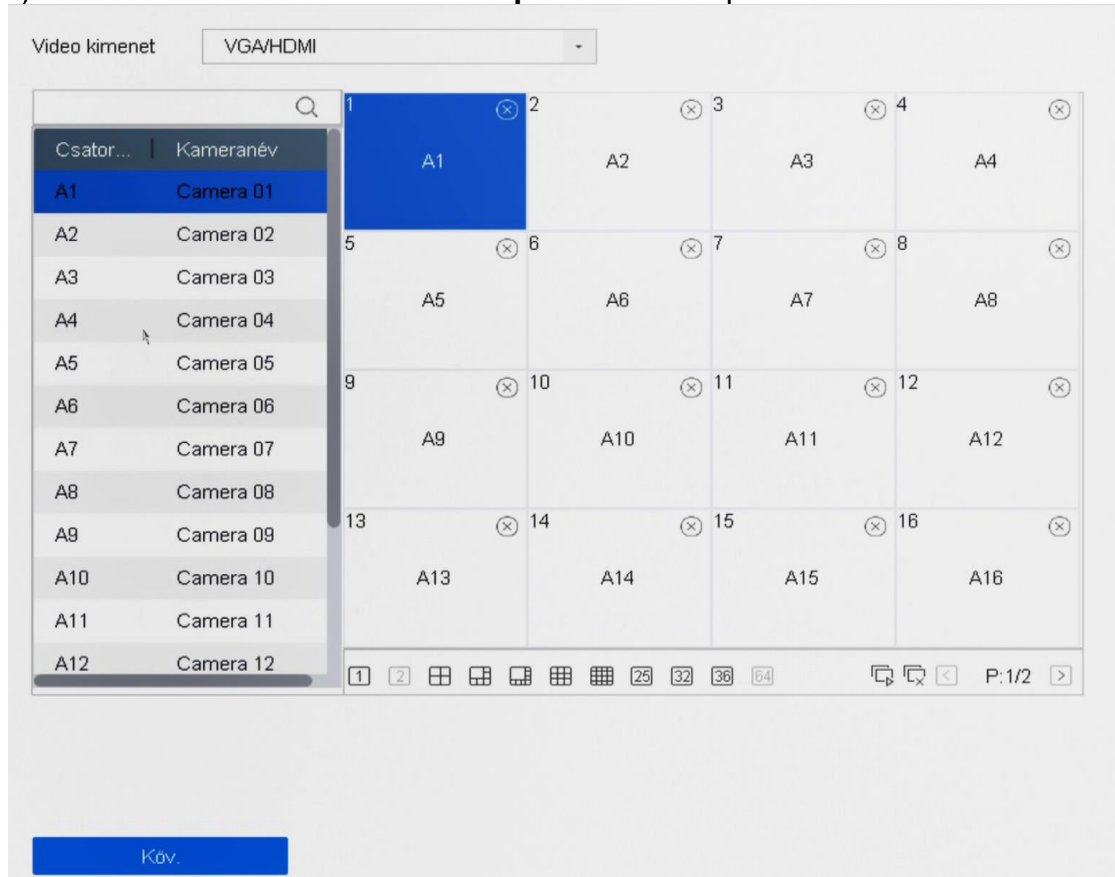 Video kimenet VGA/HDMI
Csator... Kameranév
A1 Camera 01
A2 Camera 02
A3 Camera 03
A4 Camera 04
A5 Camera 05
A6 Camera 06
A7 Camera 07
A8 Camera 08
A9 Camera 09
A10 Camera 10
A11 Camera 11
A12 Camera 12
1 2 3 4
A1 A2 A3 A4
5 6 7 8
A5 A6 A7 A8
9 10 11 12
A9 A10 A11 A12
13 14 15 16
A13 A14 A15 A16
1 2 25 32 36 64 P:1/2
Köv.